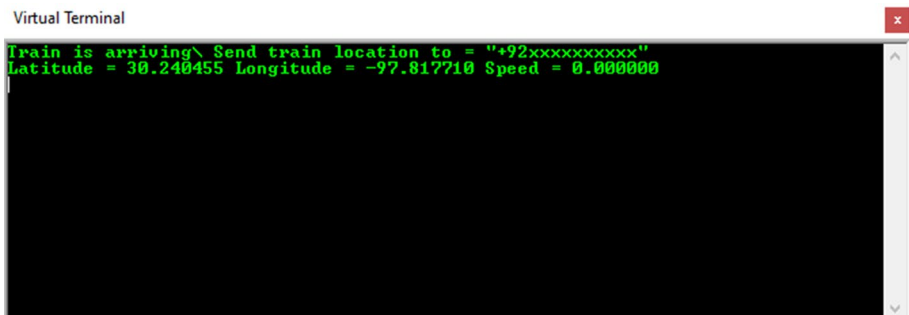 Virtual Terminal
x
Train is arriving\ Send train location to = "+92xxxxxxxxxx"
Latitude = 30.240455 Longitude = -97.817710 Speed = 0.000000